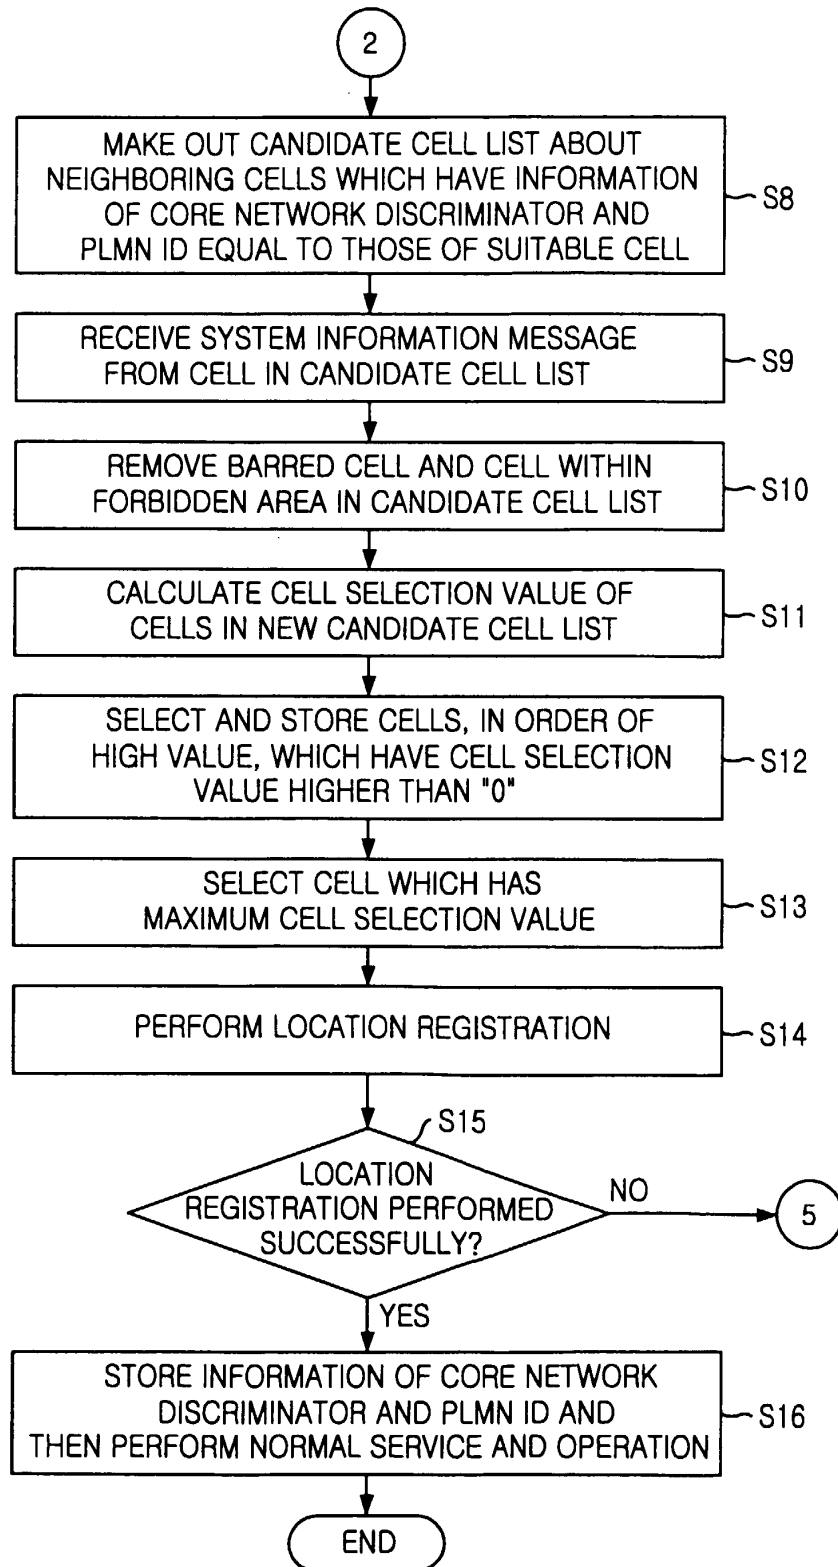 2
MAKE OUT CANDIDATE CELL LIST ABOUT
NEIGHBORING CELLS WHICH HAVE INFORMATION
OF CORE NETWORK DISCRIMINATOR AND
PLMN ID EQUAL TO THOSE OF SUITABLE CELL
S8
RECEIVE SYSTEM INFORMATION MESSAGE
FROM CELL IN CANDIDATE CELL LIST
S9
REMOVE BARRED CELL AND CELL WITHIN
FORBIDDEN AREA IN CANDIDATE CELL LIST
S10
CALCULATE CELL SELECTION VALUE OF
CELLS IN NEW CANDIDATE CELL LIST
S11
SELECT AND STORE CELLS, IN ORDER OF
HIGH VALUE, WHICH HAVE CELL SELECTION
VALUE HIGHER THAN "0"
S12
SELECT CELL WHICH HAS
MAXIMUM CELL SELECTION VALUE
S13
PERFORM LOCATION REGISTRATION
S14
S15
LOCATION
REGISTRATION PERFORMED
SUCCESSFULLY?
NO
5
YES
STORE INFORMATION OF CORE NETWORK
DISCRIMINATOR AND PLMN ID AND
THEN PERFORM NORMAL SERVICE AND OPERATION
S16
END